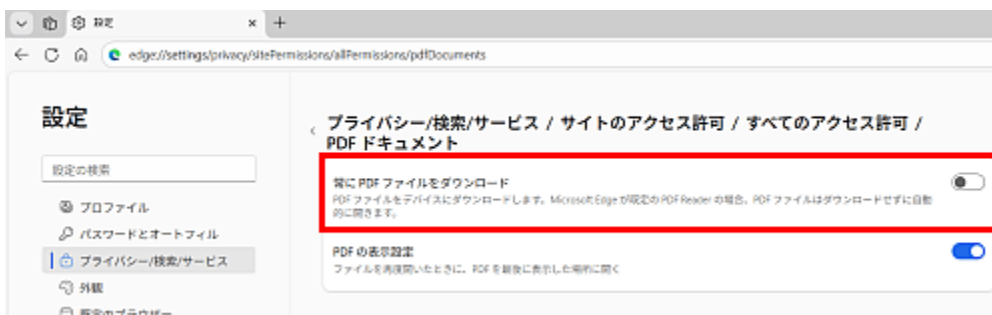 設定
edge://settings/privacy/sitePermissions/allPermissions/pdfDocuments
設定
プライバシー/検索/サービス / サイトのアクセス許可 / すべてのアクセス許可 /
PDF ドキュメント
設定の検索
常に PDF ファイルをダウンロード
PDF ファイルをデバイスにダウンロードします。Microsoft Edge が既定の PDF Reader の場合、PDF ファイルはダウンロードせずに自動
的に開きます。
プロファイル
パスワードとオートフィル
プライバシー/検索/サービス
PDF の表示設定
ファイルを再度開いたときに、PDF を最後に表示した場所に開く
外観
既定のブラウザー